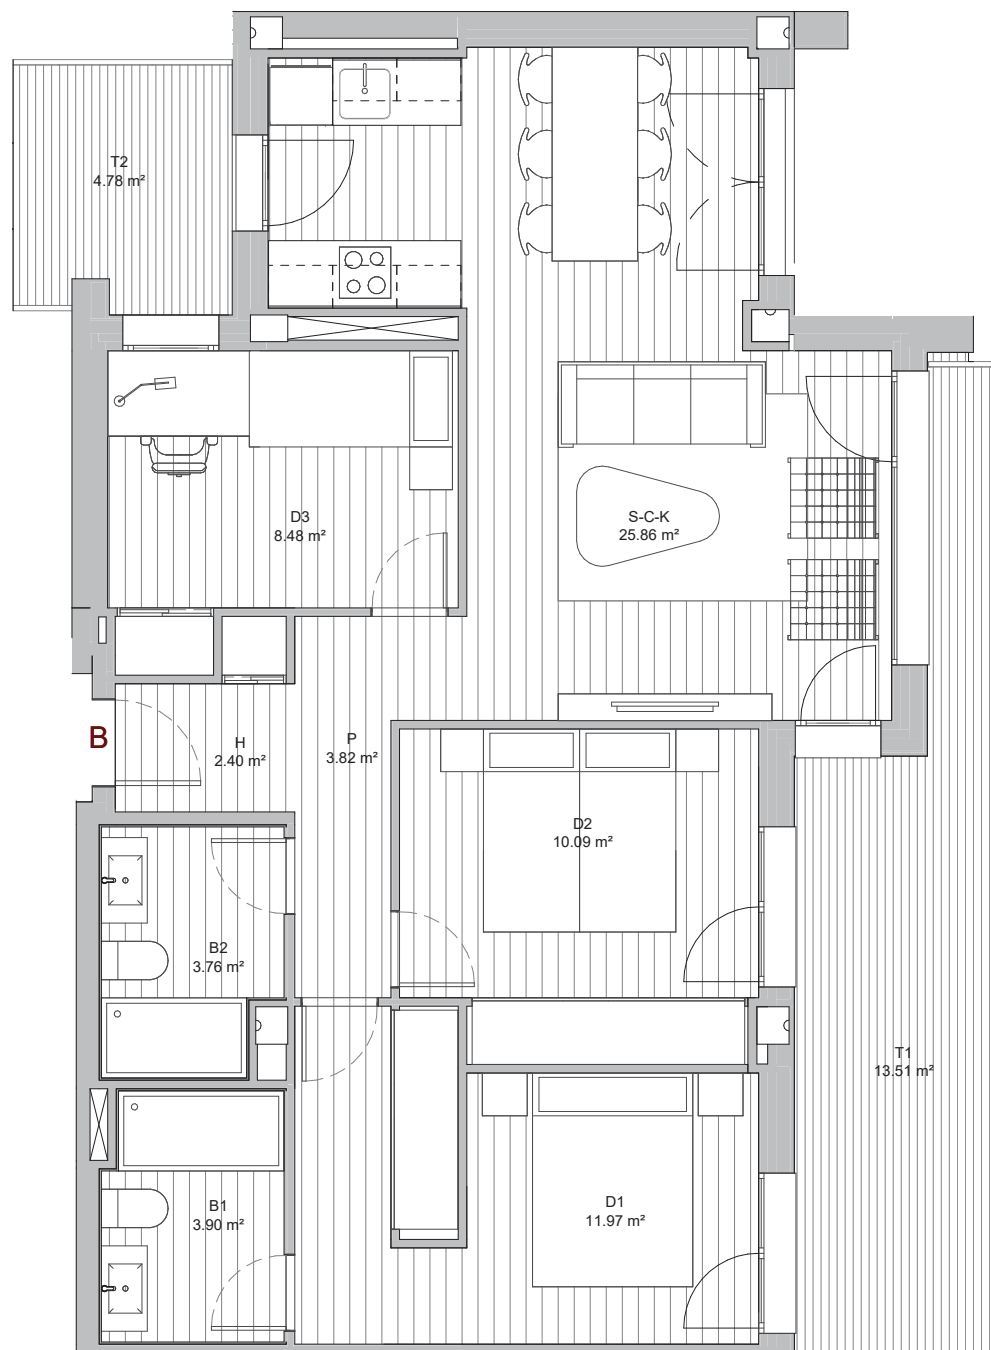 T2
4.78 m²
D3
8.48 m²
S-C-K
25.86 m²
B
H
2.40 m²
P
3.82 m²
D2
10.09 m²
B2
3.76 m²
T1
13.51 m²
B1
3.90 m²
D1
11.97 m²